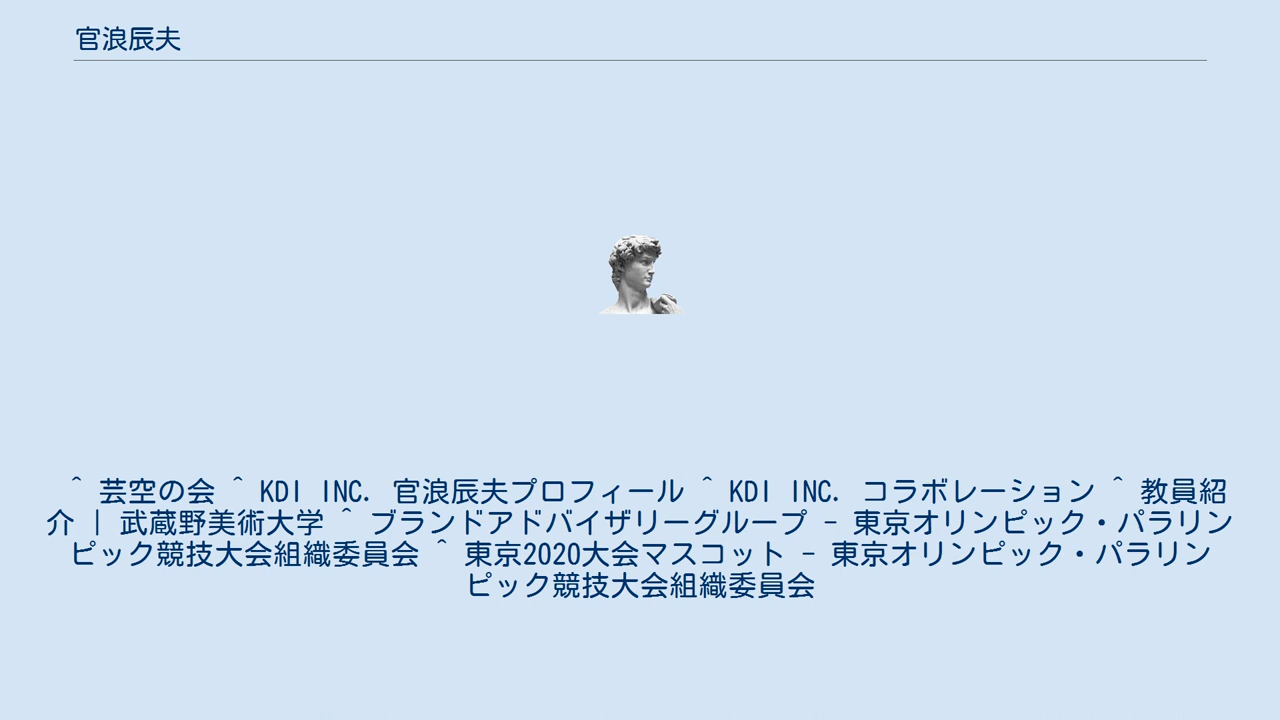 官浪辰夫
^ 芸空の会 ^ KDI INC. 官浪辰夫プロフィール ^ KDI INC. コラボレーション ^ 教員紹
介 | 武蔵野美術大学 ^ ブランドアドバイザリーグループ - 東京オリンピック・パラリン
ピック競技大会組織委員会 ^ 東京2020大会マスコット - 東京オリンピック・パラリン
ピック競技大会組織委員会